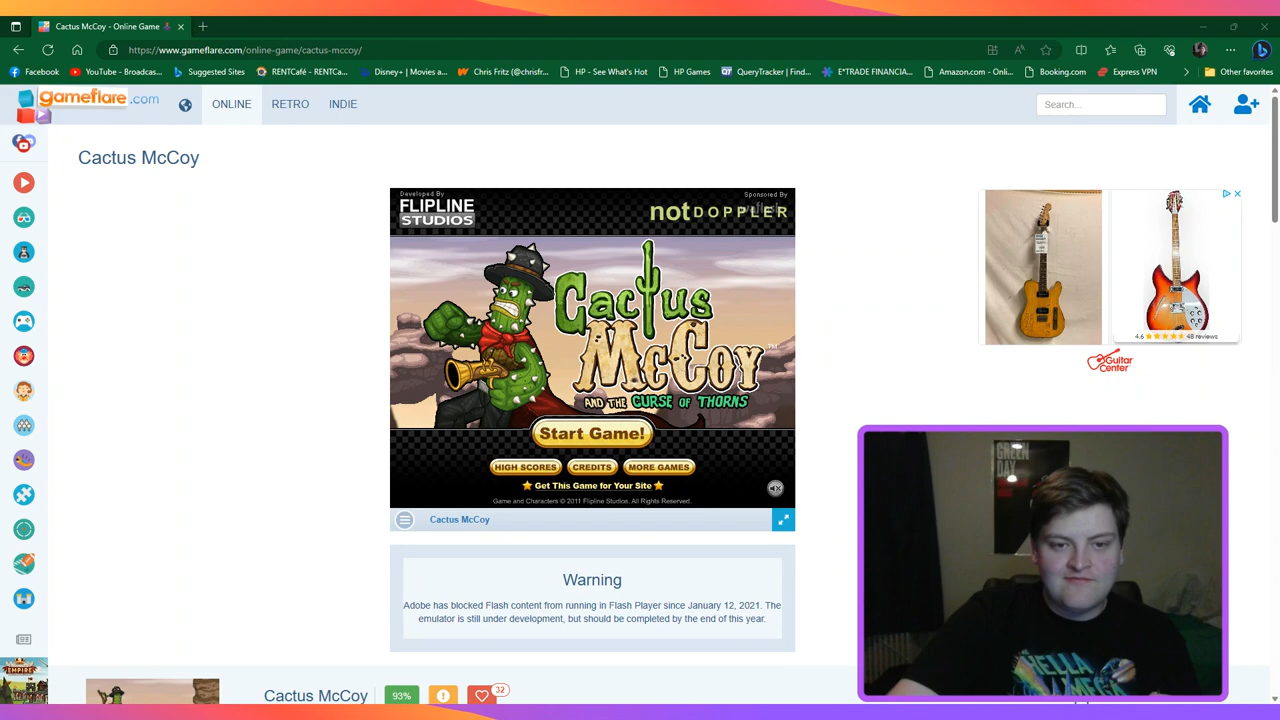 Cactus McCoy - Online Game
https://www.gameflare.com/online-game/cactus-mccoy/
Facebook
YouTube - Broadcas...
Suggested Sites
RENTCafé - RENTCa...
Disney+ | Movies a...
Chris Fritz (@chrisfr...
HP - See What's Hot
HP Games
QueryTracker | Find...
E*TRADE FINANCIA...
Amazon.com - Onli...
Booking.com
Express VPN
Other favorites
gameflare.com
ONLINE
RETRO
INDIE
Search...
Cactus McCoy
Developed By
FLIPLINE
STUDIOS
Sponsored By
notDOPPLER
Cactus
McCoy™
AND THE CURSE OF THORNS
Start Game!
HIGH SCORES
CREDITS
MORE GAMES
Get This Game for Your Site
Game and Characters © 2011 Flipline Studios. All Rights Reserved.
Cactus McCoy
4.6
48 reviews
Guitar
Center
GREEN
DAY
Warning
Adobe has blocked Flash content from running in Flash Player since January 12, 2021. The
emulator is still under development, but should be completed by the end of this year.
HELLA
MEGA
EMPIRE
Cactus McCoy
93%
32